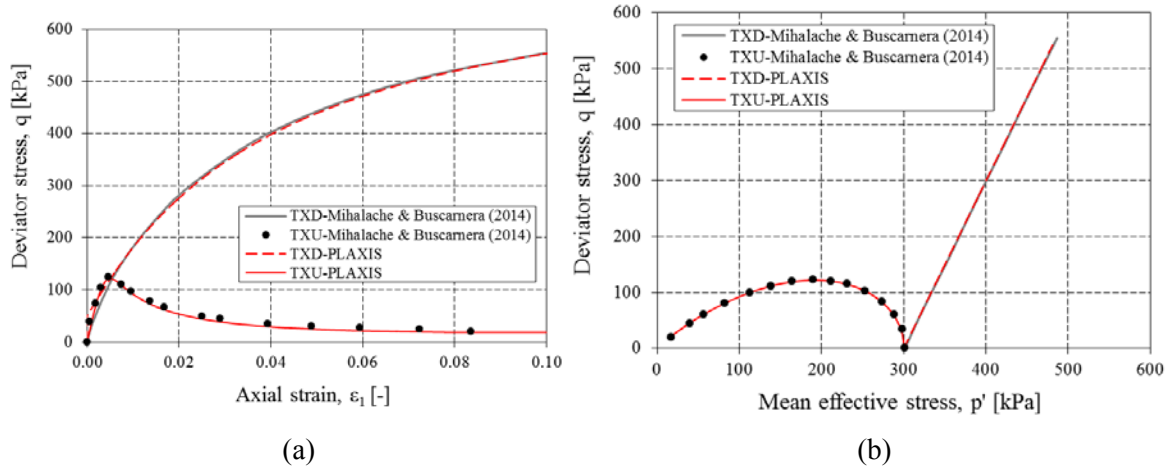 600
500
400
300
200
100
0
Deviator stress, q [kPa]
TXD-Mihalache & Buscarnera (2014)
TXU-Mihalache & Buscarnera (2014)
TXD-PLAXIS
TXU-PLAXIS
0.00 0.02 0.04 0.06 0.08 0.10
Axial strain, ε1 [-]
(a)
600
500
400
300
200
100
0
Deviator stress, q [kPa]
TXD-Mihalache & Buscarnera (2014)
TXU-Mihalache & Buscarnera (2014)
TXD-PLAXIS
TXU-PLAXIS
0 100 200 300 400 500 600
Mean effective stress, p' [kPa]
(b)